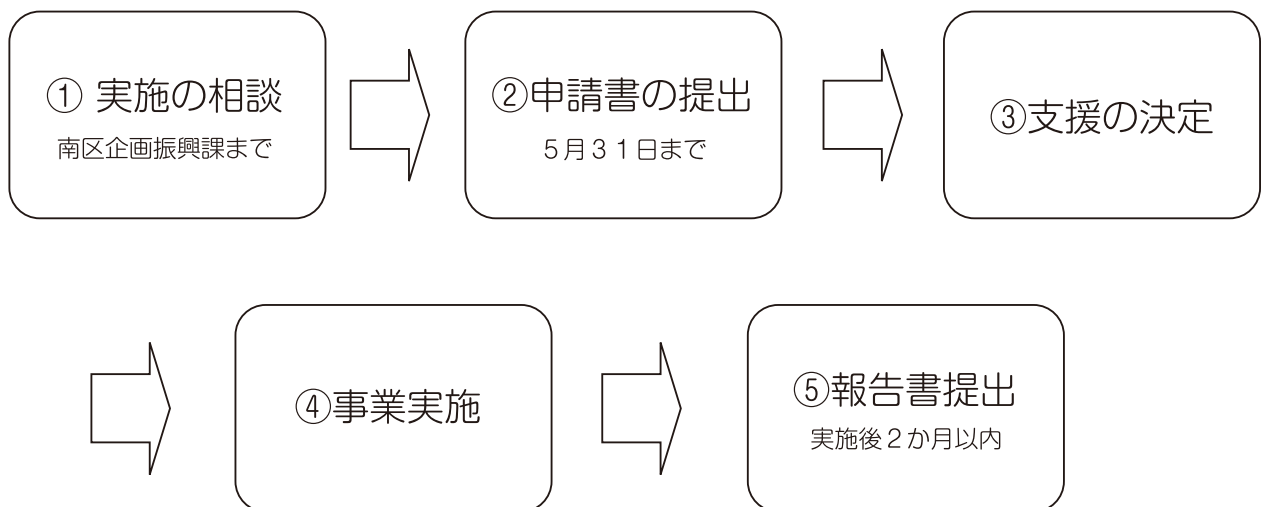 ① 実施の相談
南区企画振興課まで
②申請書の提出
５月３１日まで
③支援の決定
④事業実施
⑤報告書提出
実施後２か月以内